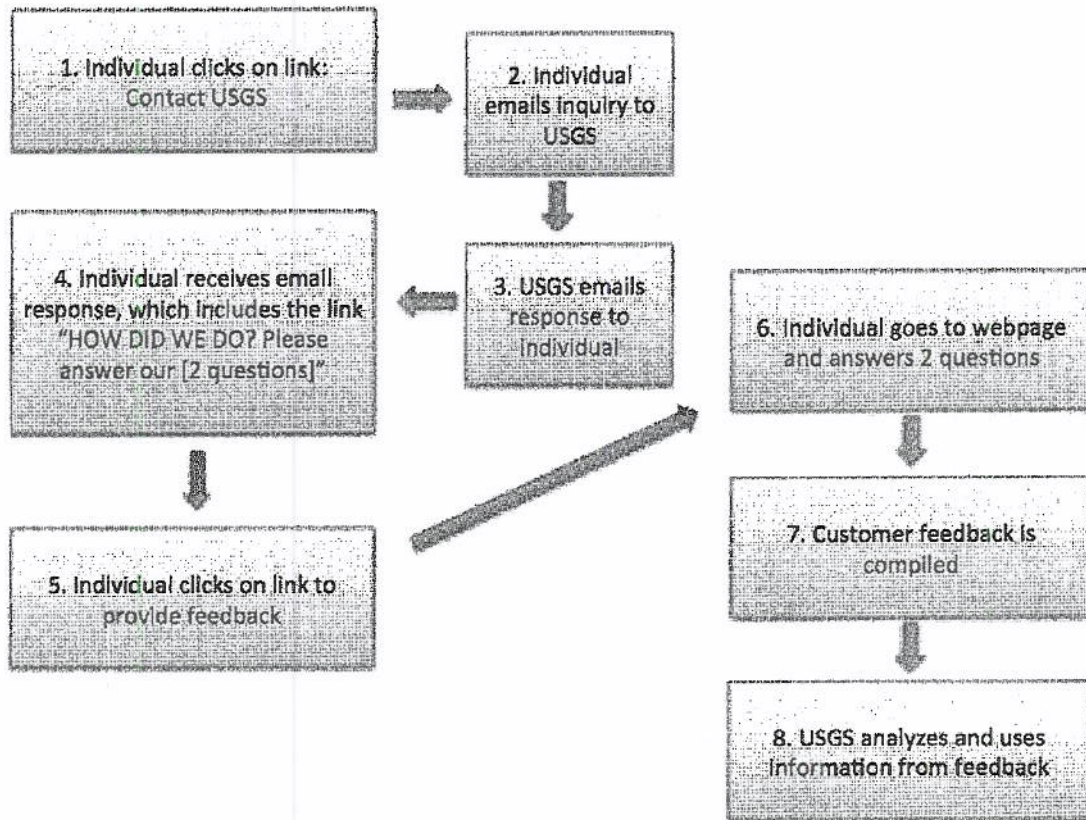 1. Individual clicks on link:
Contact USGS
2. Individual
emails inquiry to
USGS
3. USGS emails
response to
individual
4. Individual receives email
response, which includes the link
“HOW DID WE DO? Please
answer our [2 questions]”
5. Individual clicks on link to
provide feedback
6. Individual goes to webpage
and answers 2 questions
7. Customer feedback is
compiled
8. USGS analyzes and uses
information from feedback